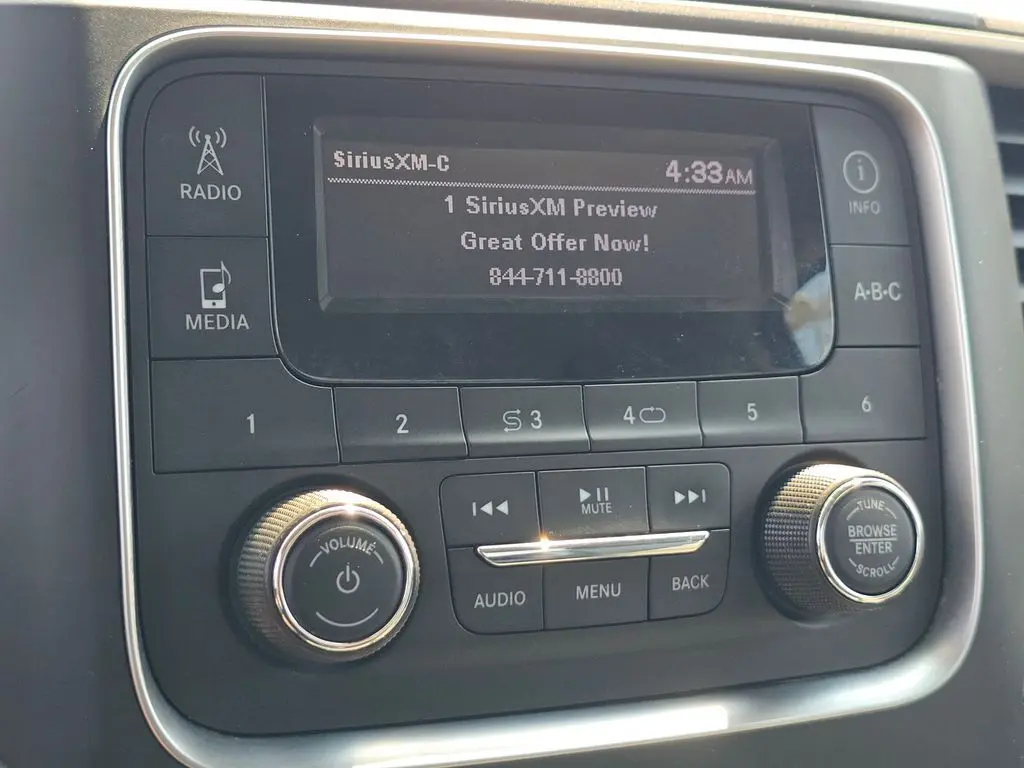 RADIO
SiriusXM-C
4:33AM
1 SiriusXM Preview
Great Offer Now!
844-711-8800
INFO
MEDIA
A-B-C
1
2
3
4
5
6
MUTE
VOLUME
AUDIO
MENU
BACK
TUNE
BROWSE
ENTER
SCROLL